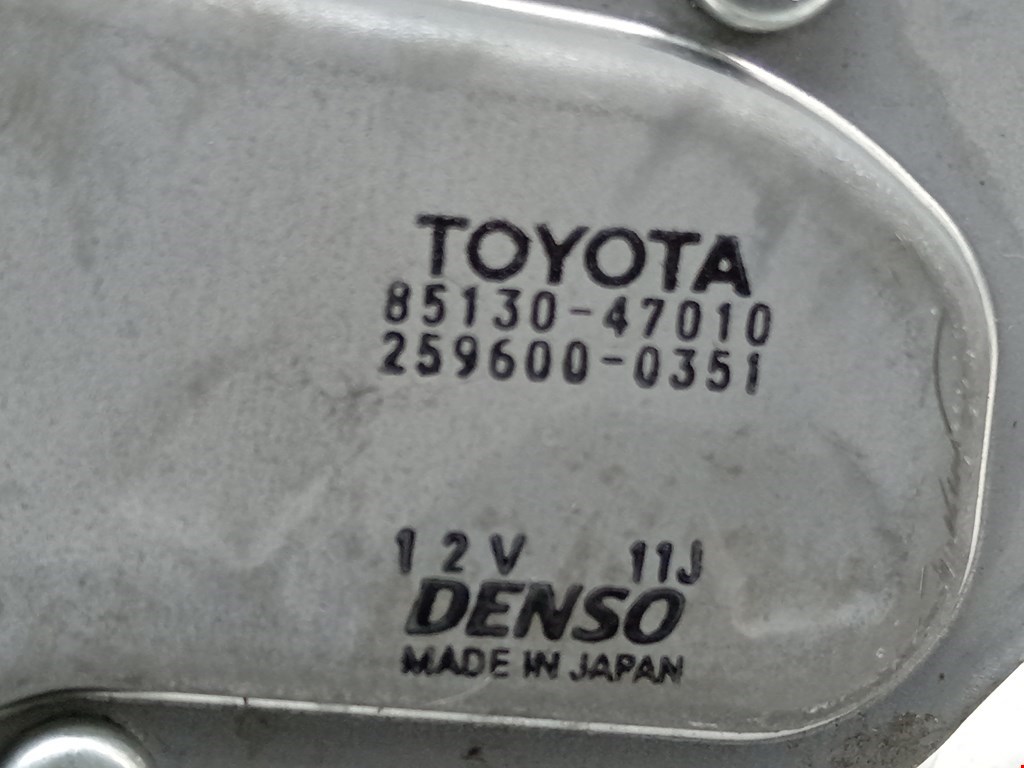 TOYOTA
85130-47010
259600-0351
12V 11J
DENSO
MADE IN JAPAN